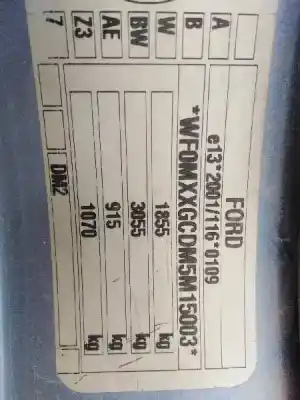 FORD
A e13*2001/116*0109
B *WF0MXXGCDM5M15003*
W 1855 kg
BW 3055 kg
AE 915 kg
Z3 1070 kg
7 DM2